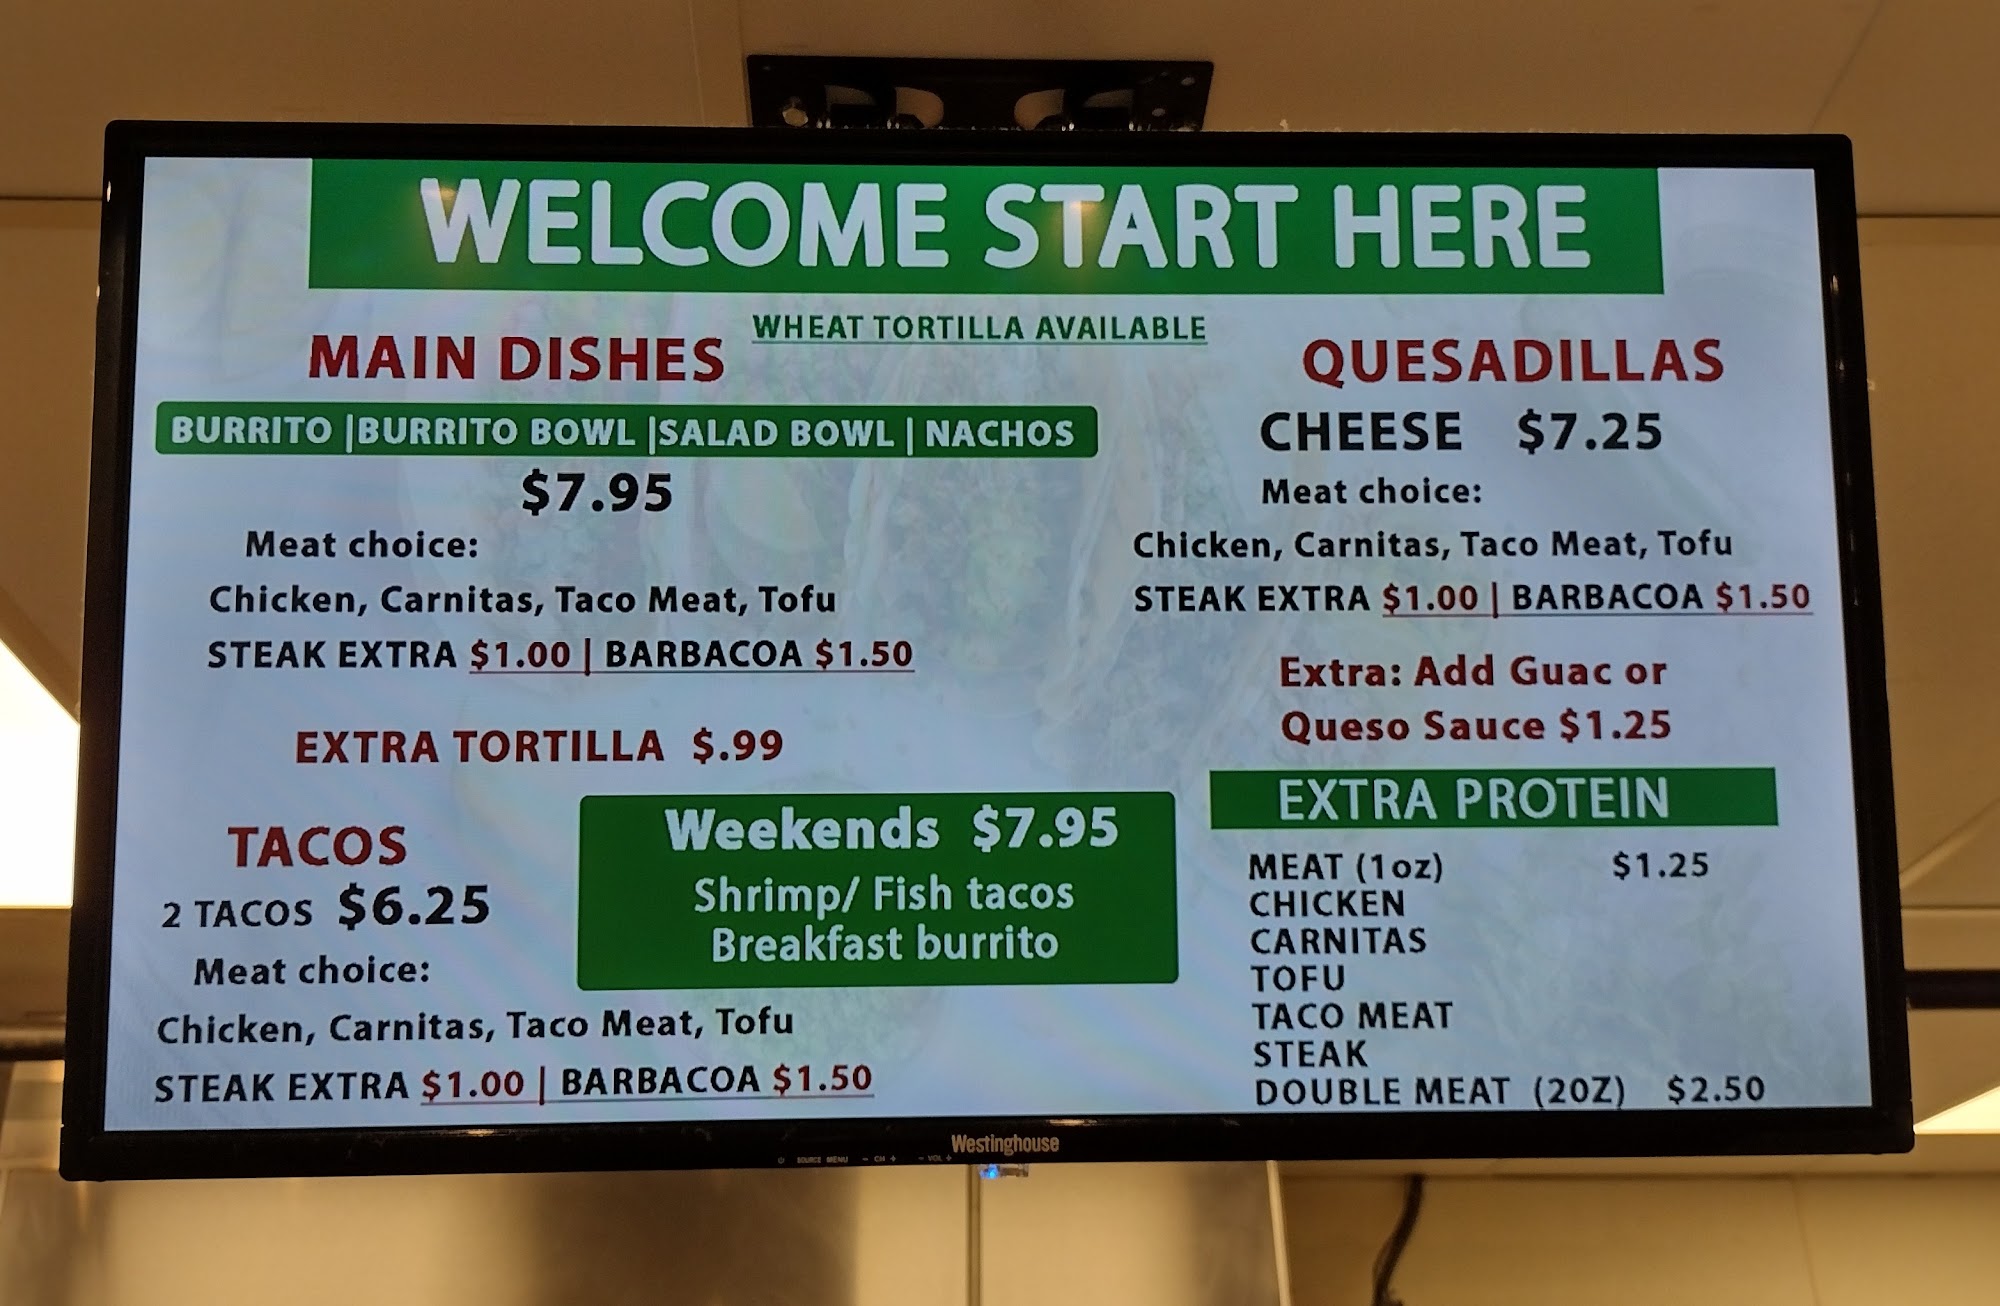 WELCOME START HERE
WHEAT TORTILLA AVAILABLE
MAIN DISHES
BURRITO |BURRITO BOWL |SALAD BOWL | NACHOS
$7.95
Meat choice:
Chicken, Carnitas, Taco Meat, Tofu
STEAK EXTRA $1.00 | BARBACOA $1.50
EXTRA TORTILLA $.99
TACOS
2 TACOS $6.25
Meat choice:
Chicken, Carnitas, Taco Meat, Tofu
STEAK EXTRA $1.00 | BARBACOA $1.50
Weekends $7.95
Shrimp/ Fish tacos
Breakfast burrito
QUESADILLAS
CHEESE $7.25
Meat choice:
Chicken, Carnitas, Taco Meat, Tofu
STEAK EXTRA $1.00 | BARBACOA $1.50
Extra: Add Guac or
Queso Sauce $1.25
EXTRA PROTEIN
MEAT (1oz) $1.25
CHICKEN
CARNITAS
TOFU
TACO MEAT
STEAK
DOUBLE MEAT (2OZ) $2.50
Westinghouse
SOURCE MENU - CH + - VOL +